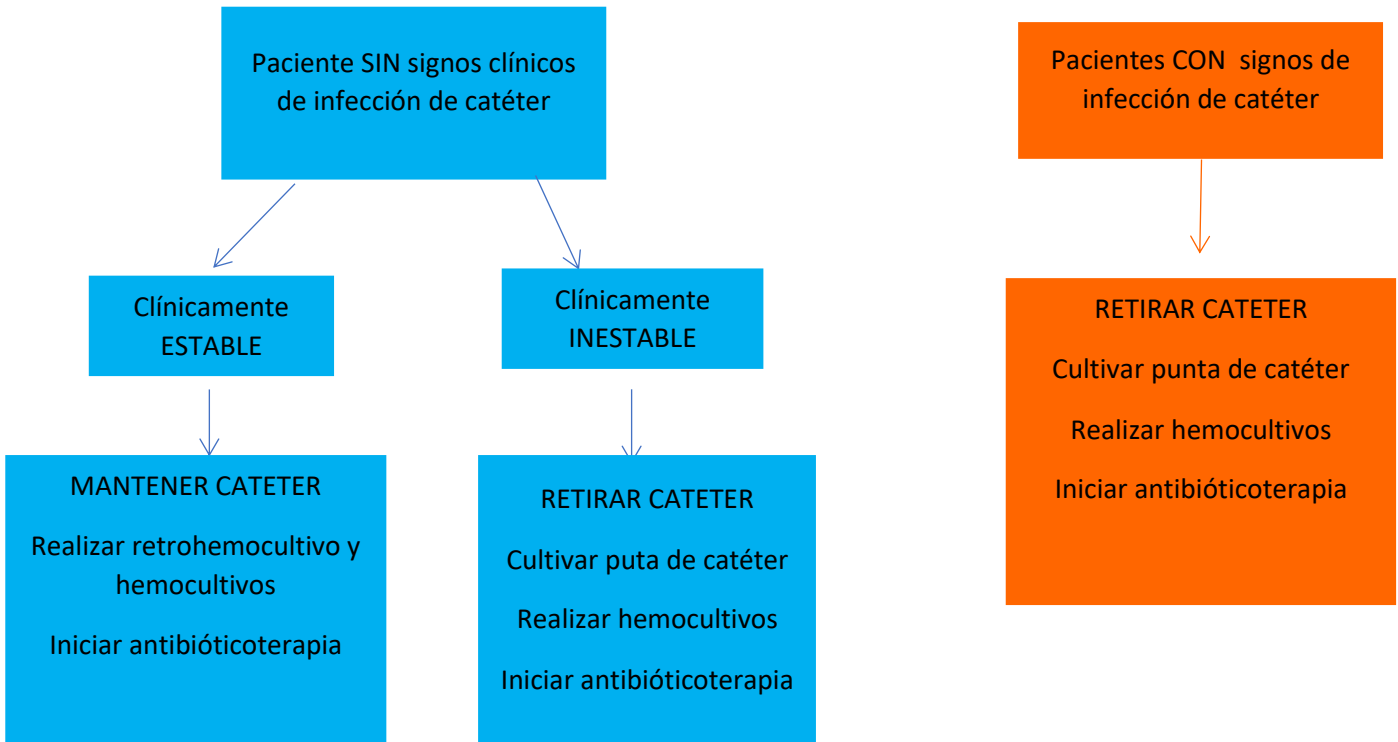 Paciente SIN signos clínicos
de infección de catéter
Clínicamente
ESTABLE
MANTENER CATETER
Realizar retrohemocultivo y
hemocultivos
Iniciar antibióticoterapia
Clínicamente
INESTABLE
RETIRAR CATETER
Cultivar puta de catéter
Realizar hemocultivos
Iniciar antibióticoterapia
Pacientes CON  signos de
infección de catéter
RETIRAR CATETER
Cultivar punta de catéter
Realizar hemocultivos
Iniciar antibióticoterapia